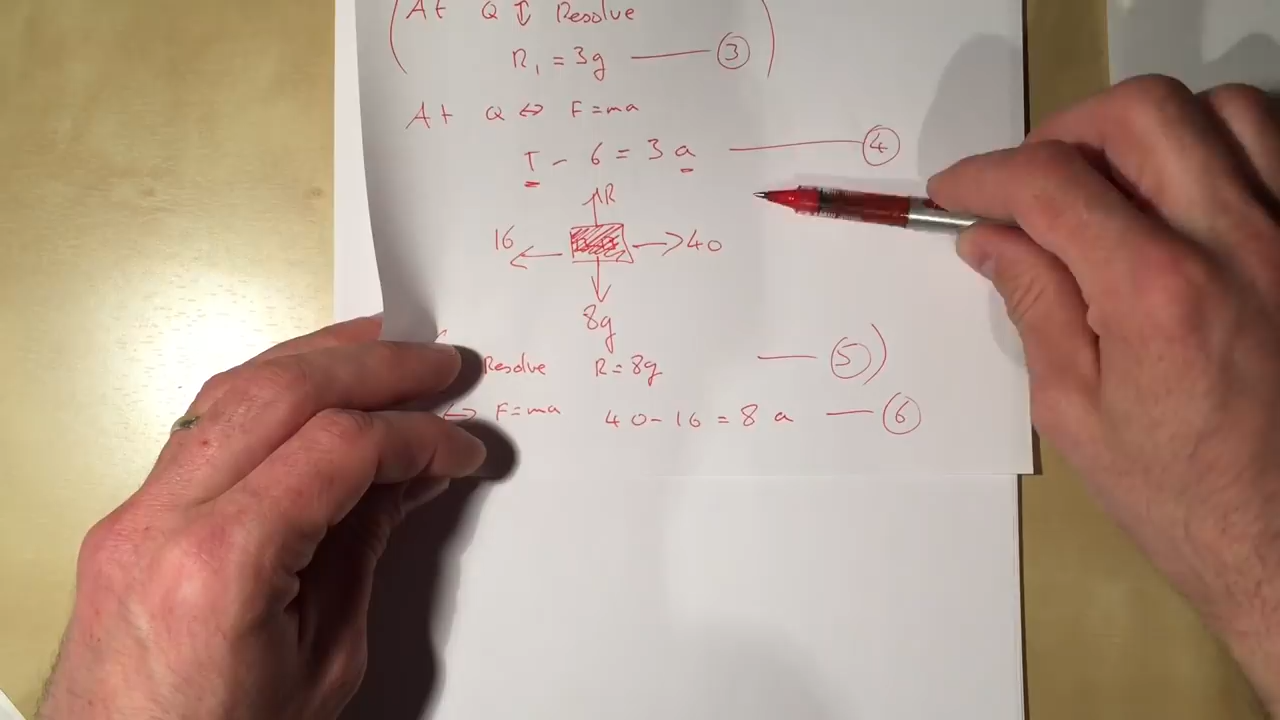 (At Q ↕ Resolve
R₁ = 3g —— ③)
At Q ↔ F=ma
T - 6 = 3a —— ④
R
16 40
8g
Resolve R = 8g —— ⑤)
↔ F=ma 40-16 = 8a —— ⑥